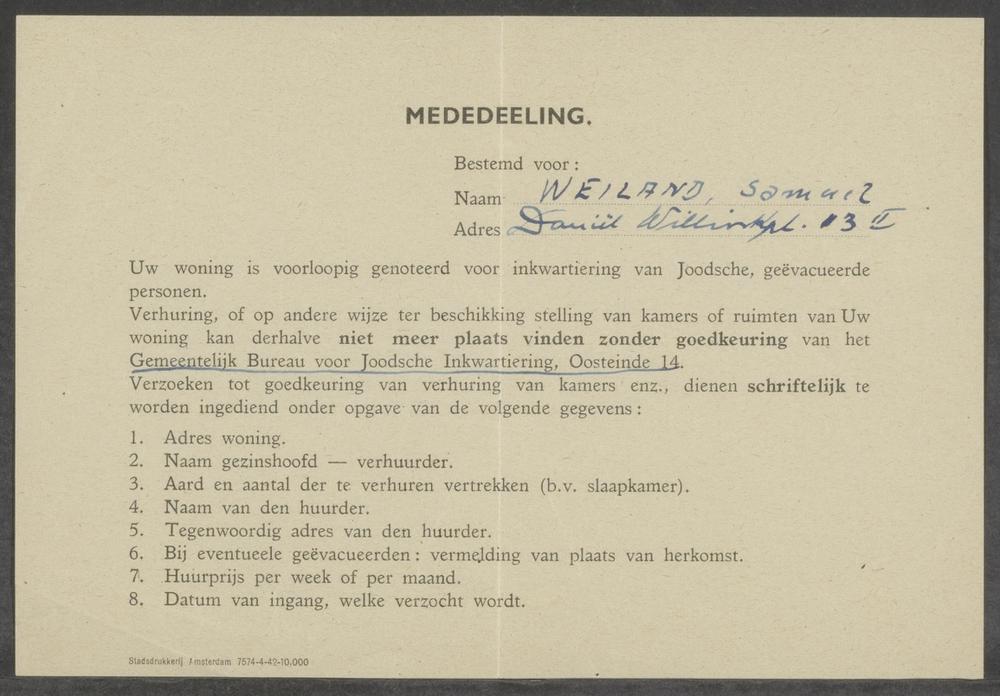 MEDEDEELING.
Bestemd voor :
Naam WEILAND, Samuel
Adres Daniël Willinkpl. 13 II
Uw woning is voorloopig genoteerd voor inkwartiering van Joodsche, geëvacueerde
personen.
Verhuring, of op andere wijze ter beschikking stelling van kamers of ruimten van Uw
woning kan derhalve niet meer plaats vinden zonder goedkeuring van het
Gemeentelijk Bureau voor Joodsche Inkwartiering, Oosteinde 14.
Verzoeken tot goedkeuring van verhuring van kamers enz., dienen schriftelijk te
worden ingediend onder opgave van de volgende gegevens :
1. Adres woning.
2. Naam gezinshoofd — verhuurder.
3. Aard en aantal der te verhuren vertrekken (b.v. slaapkamer).
4. Naam van den huurder.
5. Tegenwoordig adres van den huurder.
6. Bij eventueele geëvacueerden : vermelding van plaats van herkomst.
7. Huurprijs per week of per maand.
8. Datum van ingang, welke verzocht wordt.
Stadsdrukkerij Amsterdam 7574-4-42-10,000